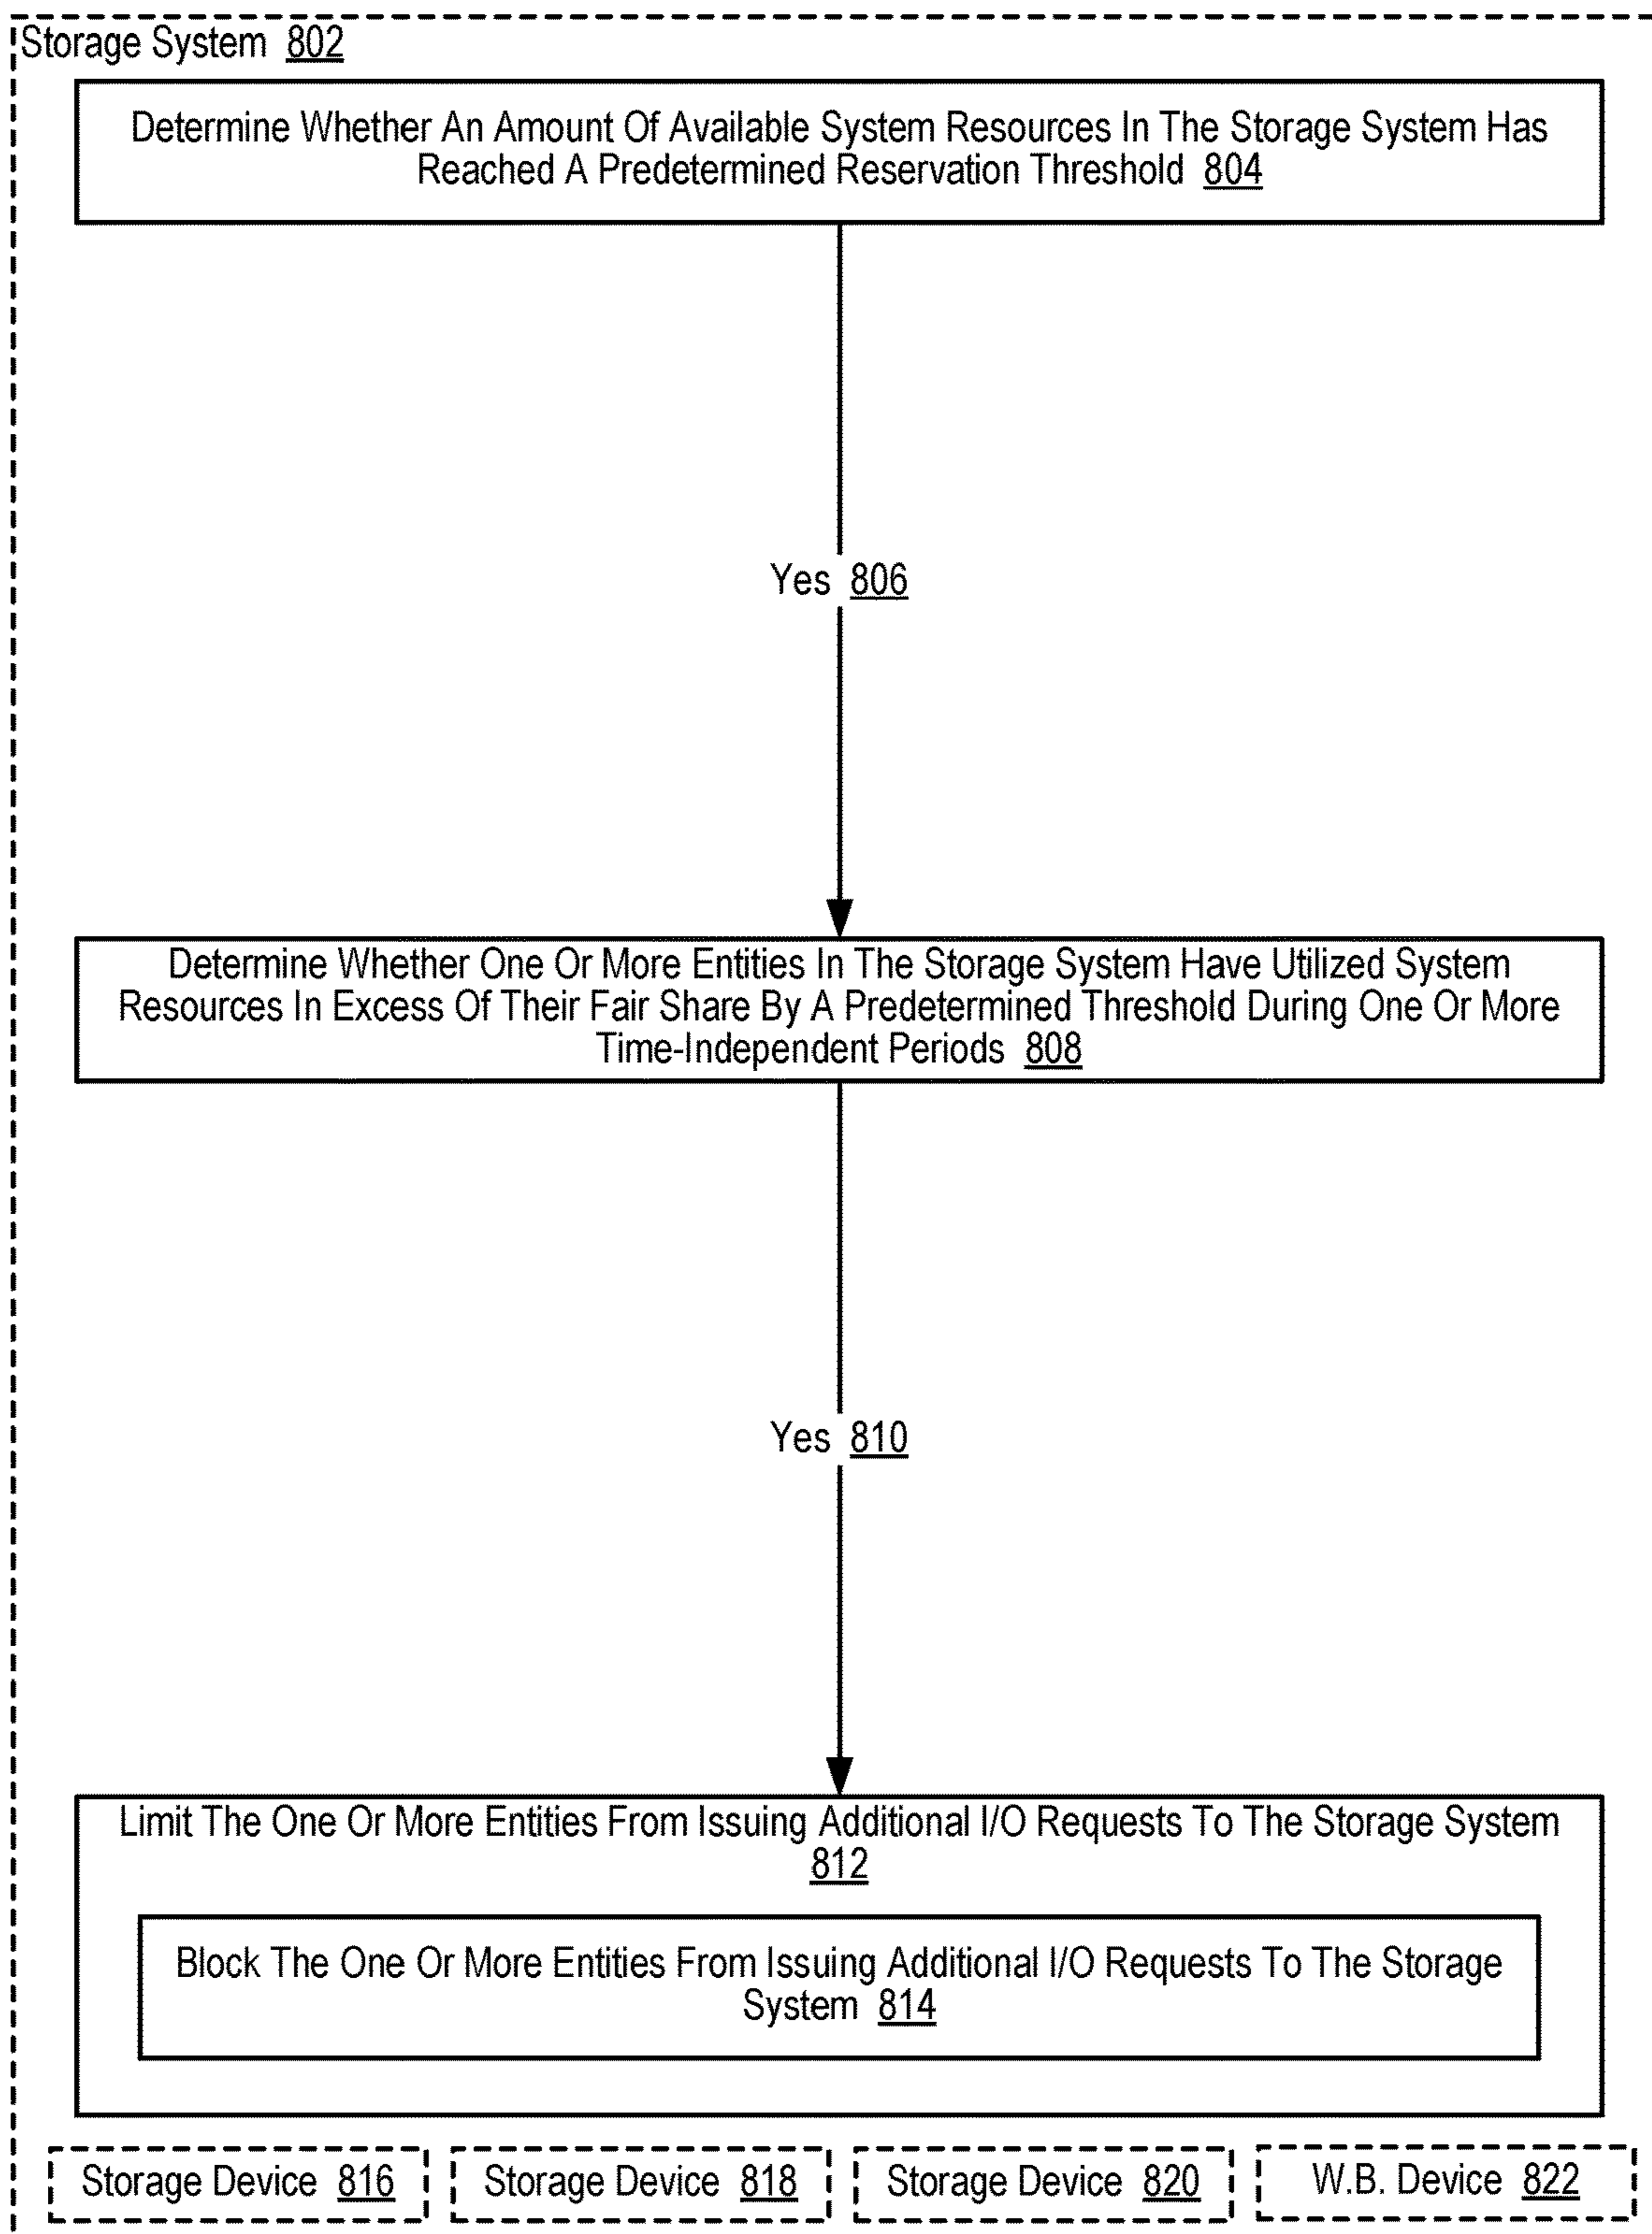 Storage System 802
Determine Whether An Amount Of Available System Resources In The Storage System Has
Reached A Predetermined Reservation Threshold 804
Yes 806
Determine Whether One Or More Entities In The Storage System Have Utilized System
Resources In Excess Of Their Fair Share By A Predetermined Threshold During One Or More
Time-Independent Periods 808
Yes 810
Limit The One Or More Entities From Issuing Additional I/O Requests To The Storage System
812
Block The One Or More Entities From Issuing Additional I/O Requests To The Storage
System 814
Storage Device 816
Storage Device 818
Storage Device 820
W.B. Device 822